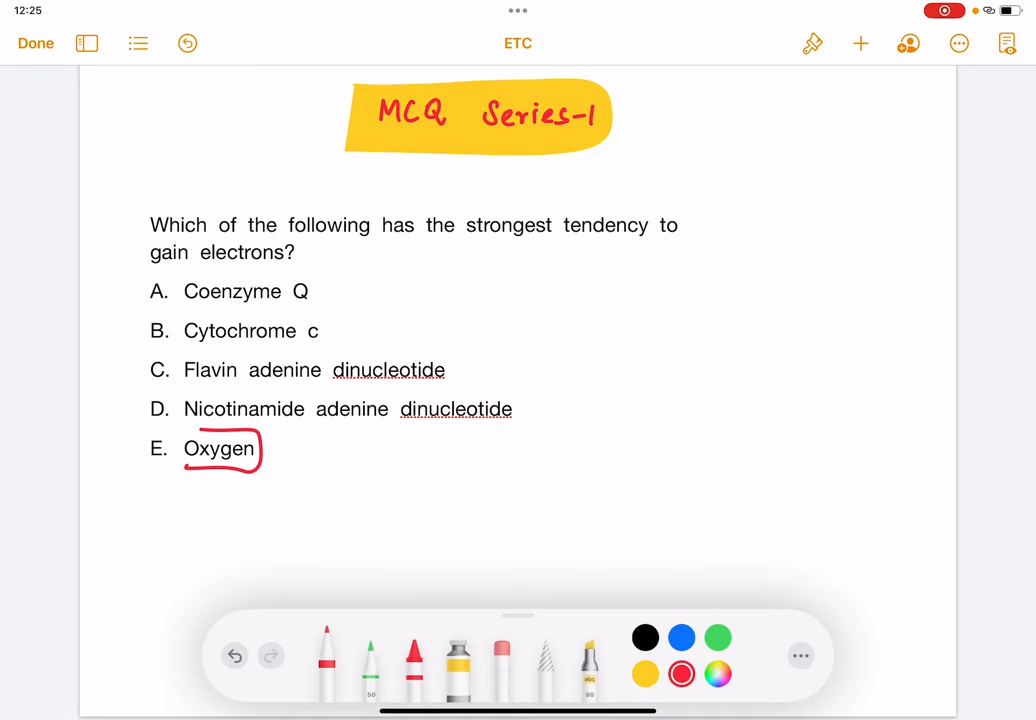 12:25
Done
ETC
MCQ Series-1
Which of the following has the strongest tendency to
gain electrons?
A. Coenzyme Q
B. Cytochrome c
C. Flavin adenine dinucleotide
D. Nicotinamide adenine dinucleotide
E. Oxygen
50
abc
80